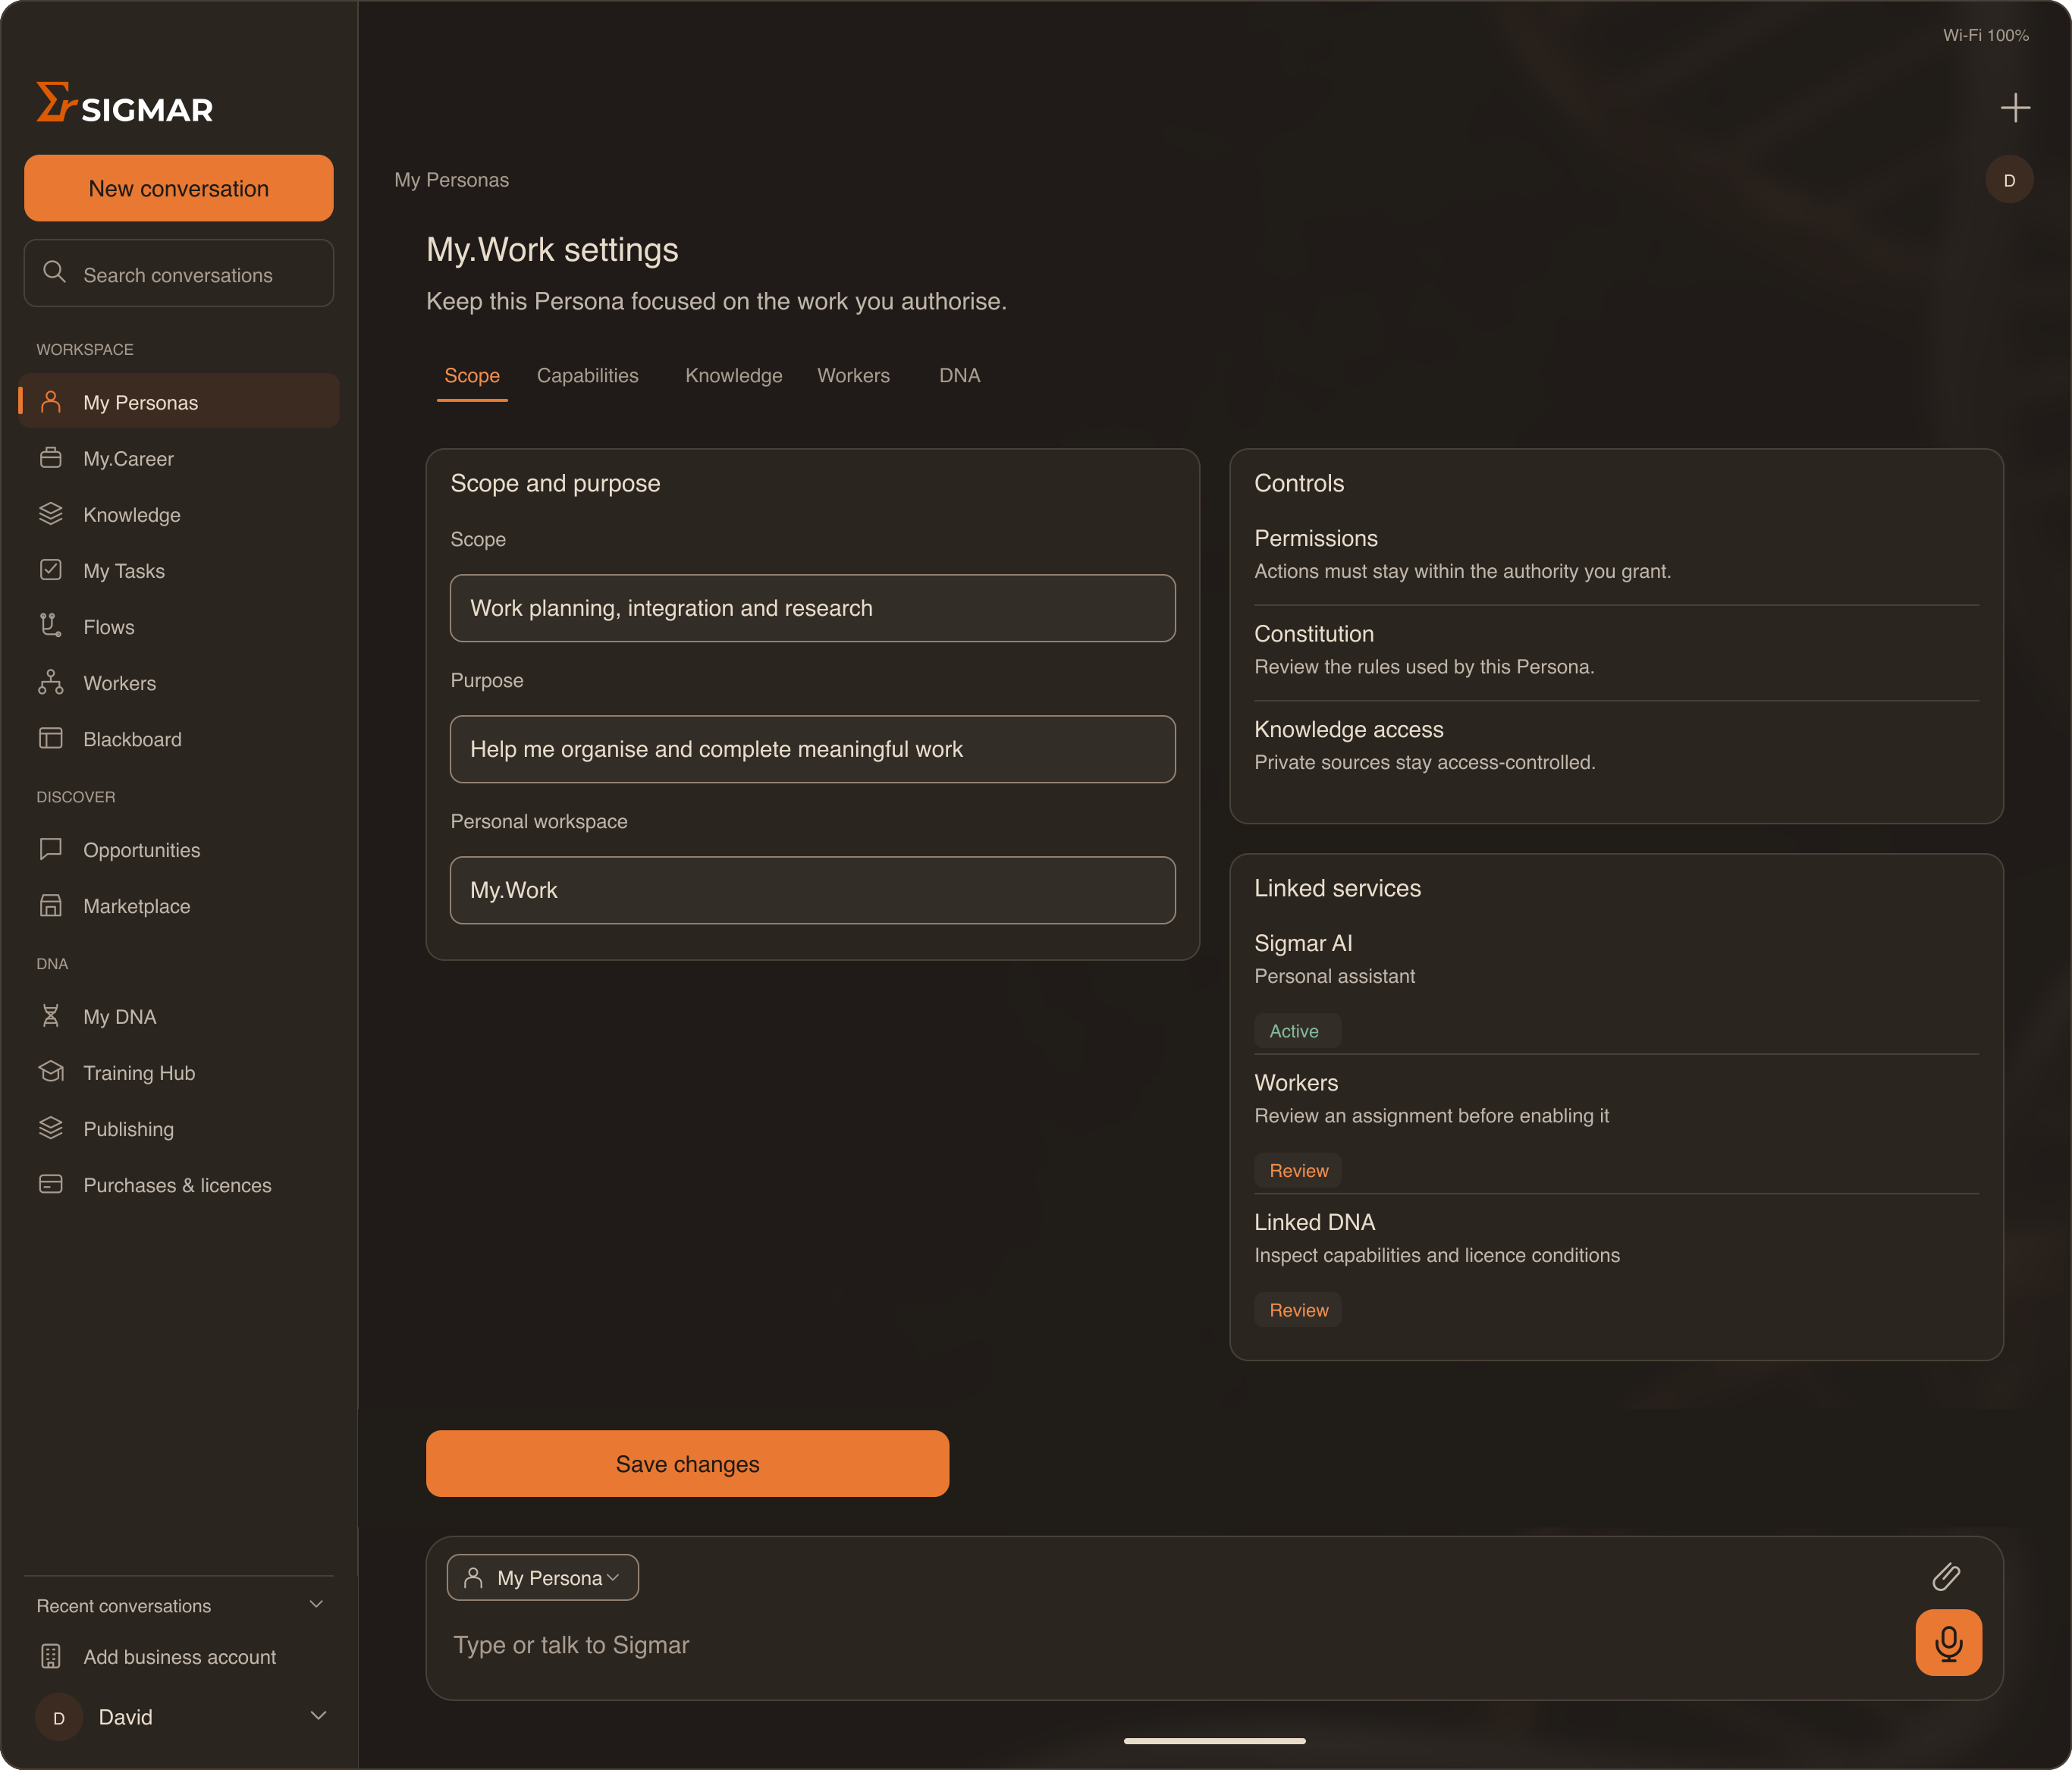 Wi-Fi 100%
Σr SIGMAR
New conversation
Search conversations
WORKSPACE
My Personas
My.Career
Knowledge
My Tasks
Flows
Workers
Blackboard
DISCOVER
Opportunities
Marketplace
DNA
My DNA
Training Hub
Publishing
Purchases & licences
Recent conversations
Add business account
D
David
My Personas
D
My.Work settings
Keep this Persona focused on the work you authorise.
Scope Capabilities Knowledge Workers DNA
Scope and purpose
Scope
Work planning, integration and research
Purpose
Help me organise and complete meaningful work
Personal workspace
My.Work
Controls
Permissions
Actions must stay within the authority you grant.
Constitution
Review the rules used by this Persona.
Knowledge access
Private sources stay access-controlled.
Linked services
Sigmar AI
Personal assistant
Active
Workers
Review an assignment before enabling it
Review
Linked DNA
Inspect capabilities and licence conditions
Review
Save changes
My Persona
Type or talk to Sigmar